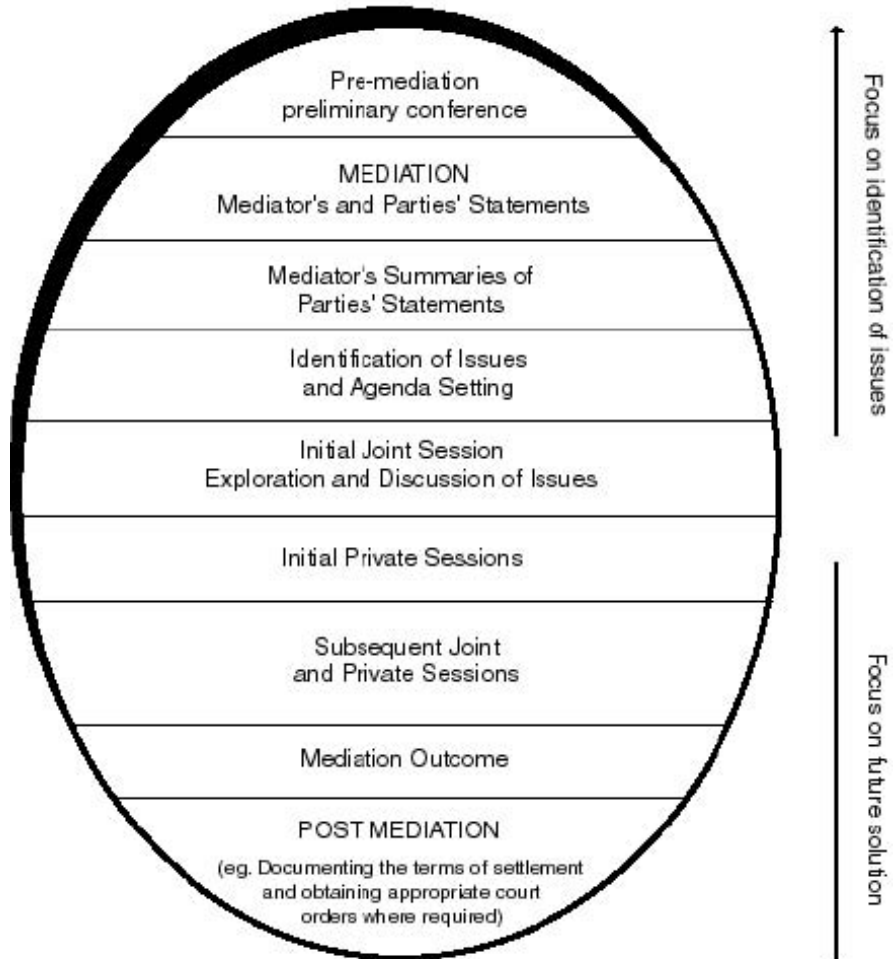 Pre-mediation
preliminary conference
MEDIATION
Mediator's and Parties' Statements
Mediator's Summaries of
Parties' Statements
Identification of Issues
and Agenda Setting
Initial Joint Session
Exploration and Discussion of Issues
Initial Private Sessions
Subsequent Joint
and Private Sessions
Mediation Outcome
POST MEDIATION
(eg. Documenting the terms of settlement
and obtaining appropriate court
orders where required)
Focus on identification of issues
Focus on future solution